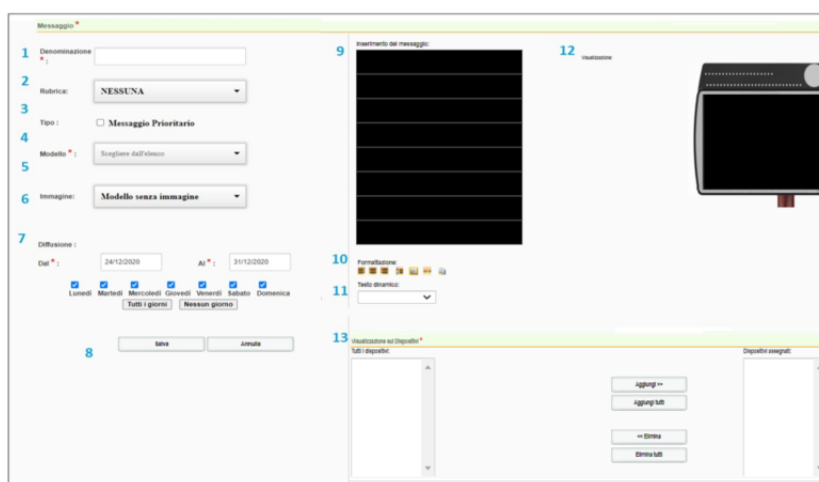 Messaggio *
1 Denominazione
* :
2
Rubrica: NESSUNA
3
Tipo : Messaggio Prioritario
4
Modello * : Scegliere dall'elenco
5
6 Immagine: Modello senza immagine
7
Diffusione :
Dal * : 24/12/2020 Al * : 31/12/2020
Lunedì Martedì Mercoledì Giovedì Venerdì Sabato Domenica
Tutti i giorni Nessun giorno
8 Salva Annulla
9 Inserimento del messaggio:
10 Formattazione:
11 Testo dinamico:
12 Visualizzazione
13 Visualizzazione sui Dispositivi *
Tutti i dispositivi: Dispositivi assegnati:
Aggiungi >>
Aggiungi tutti
<< Elimina
Elimina tutti